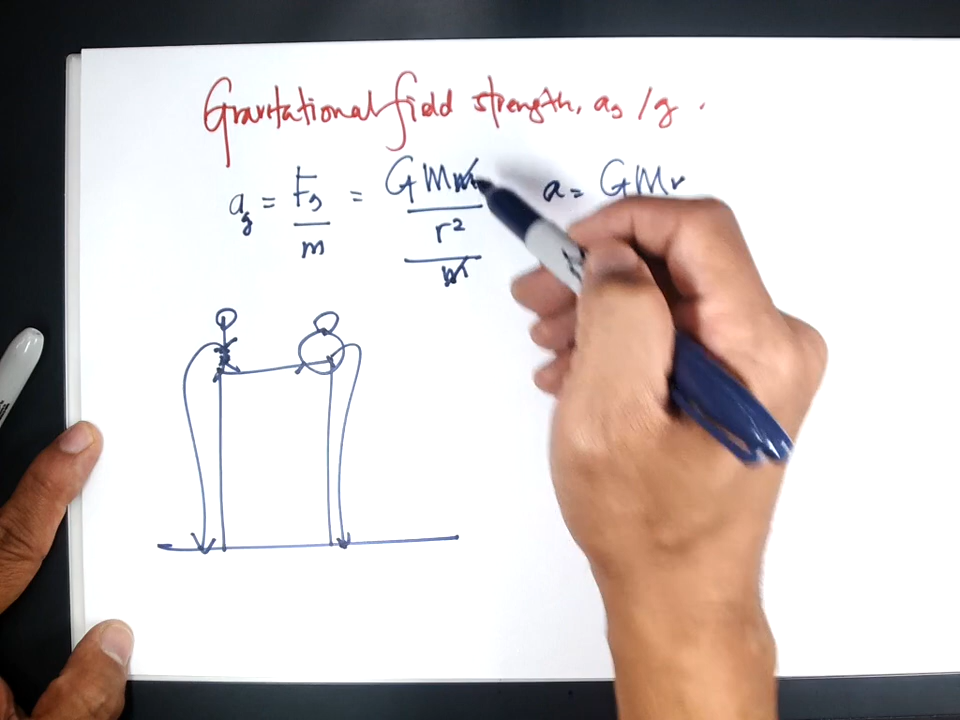 Gravitational field strength, ag / g .
ag = Fg / m = GMm / r² / m a = GM